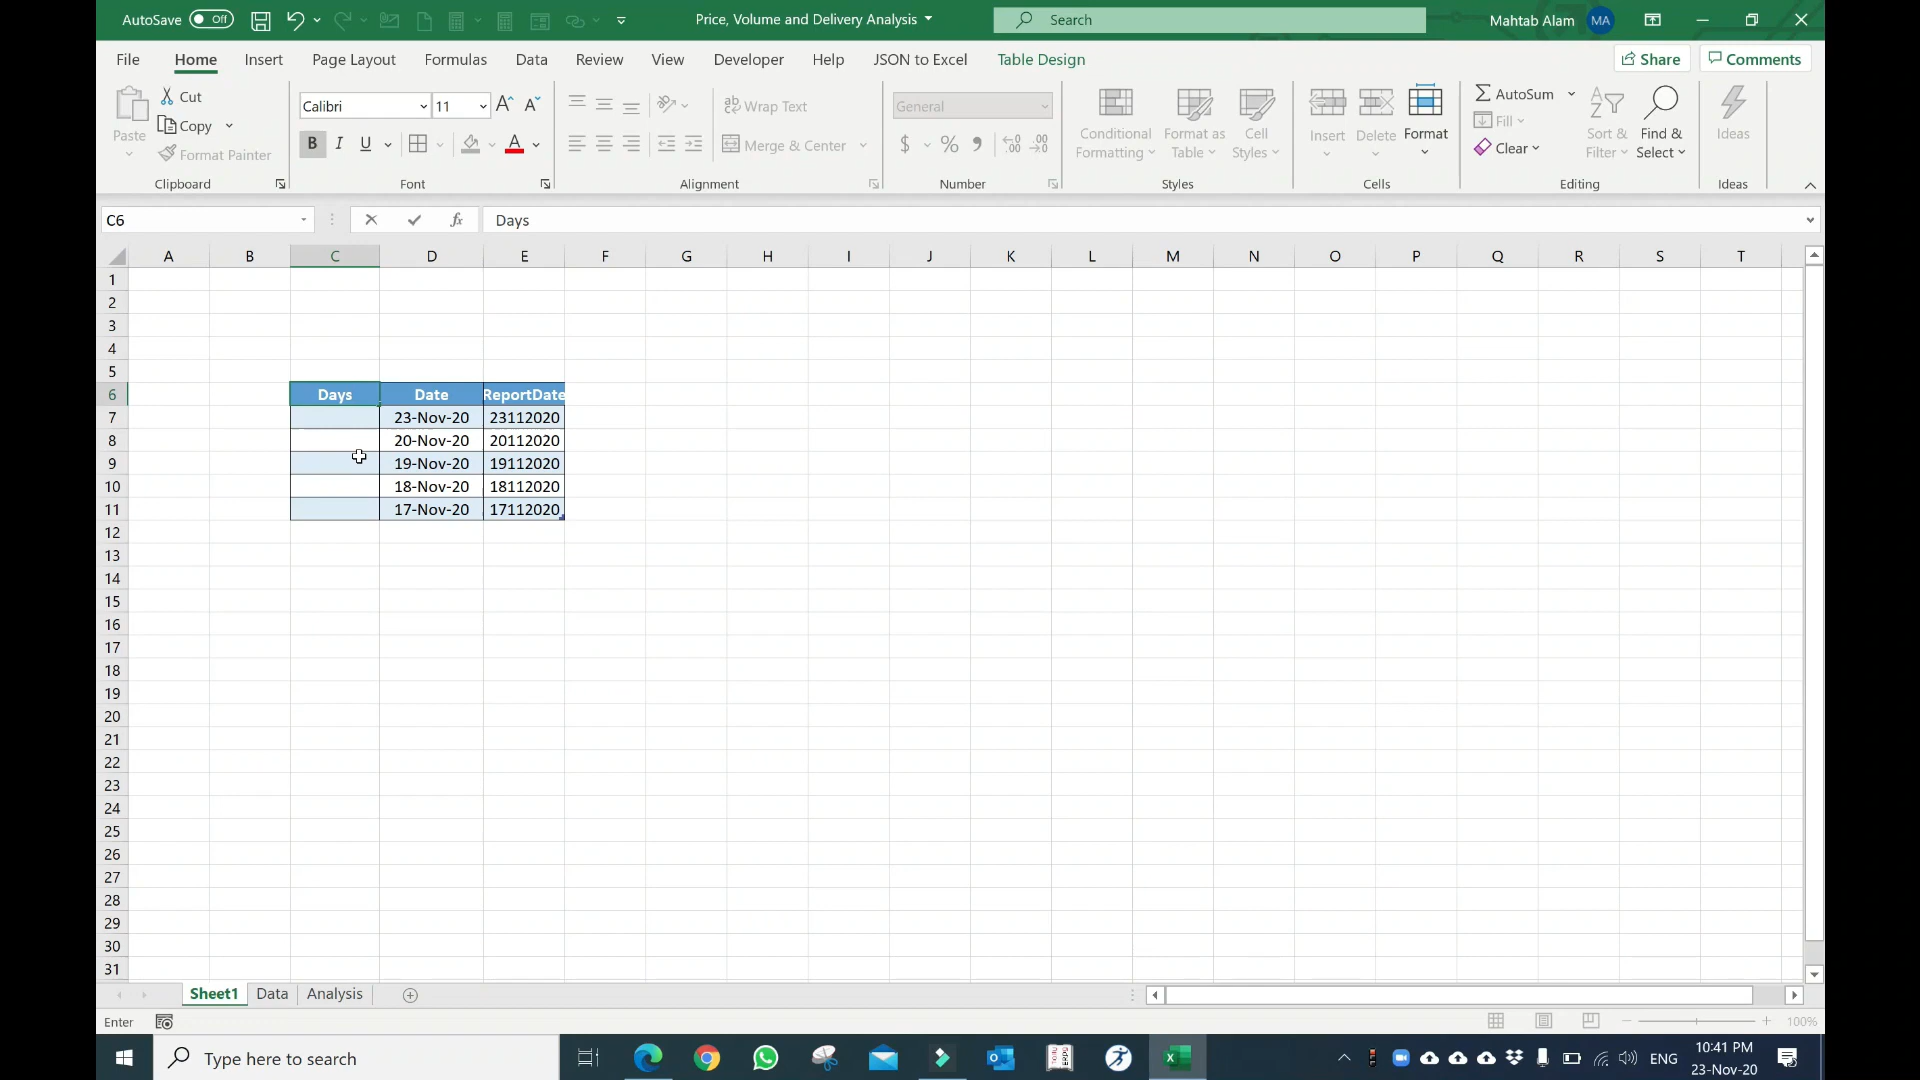 AutoSave Off Price, Volume and Delivery Analysis Search Mahtab Alam MA
File Home Insert Page Layout Formulas Data Review View Developer Help JSON to Excel Table Design Share Comments
Paste Cut Copy Format Painter Clipboard
Calibri 11 B I U A Font
ab Wrap Text Merge & Center Alignment
General $ % Number
Conditional Formatting Format as Table Cell Styles Styles
Insert Delete Format Cells
AutoSum Fill Clear Sort & Filter Find & Select Editing
Ideas Ideas
C6 fx Days
A B C D E F G H I J K L M N O P Q R S T
1
2
3
4
5
6 Days Date ReportDate
7 23-Nov-20 23112020
8 20-Nov-20 20112020
9 19-Nov-20 19112020
10 18-Nov-20 18112020
11 17-Nov-20 17112020
12
13
14
15
16
17
18
19
20
21
22
23
24
25
26
27
28
29
30
31
Sheet1 Data Analysis
Enter 100%
Type here to search ENG 10:41 PM
23-Nov-20